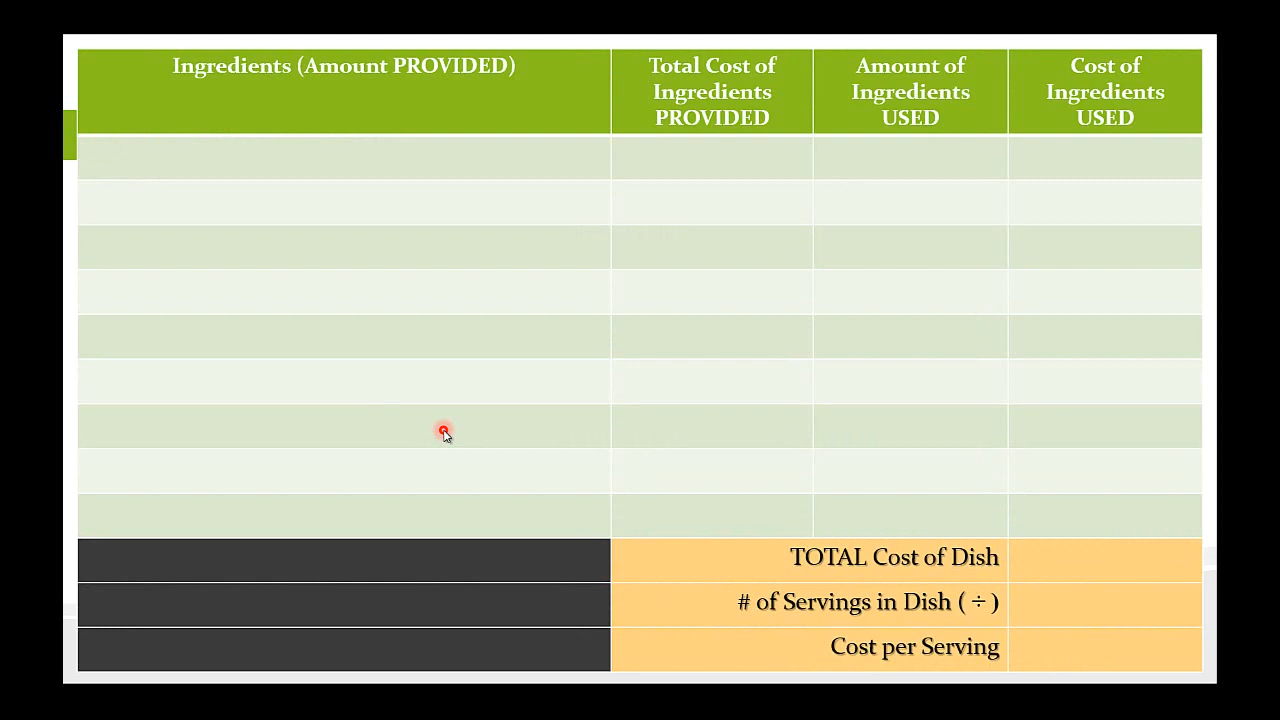 Ingredients (Amount PROVIDED)
Total Cost of
Ingredients
PROVIDED
Amount of
Ingredients
USED
Cost of
Ingredients
USED
TOTAL Cost of Dish
# of Servings in Dish ( ÷ )
Cost per Serving